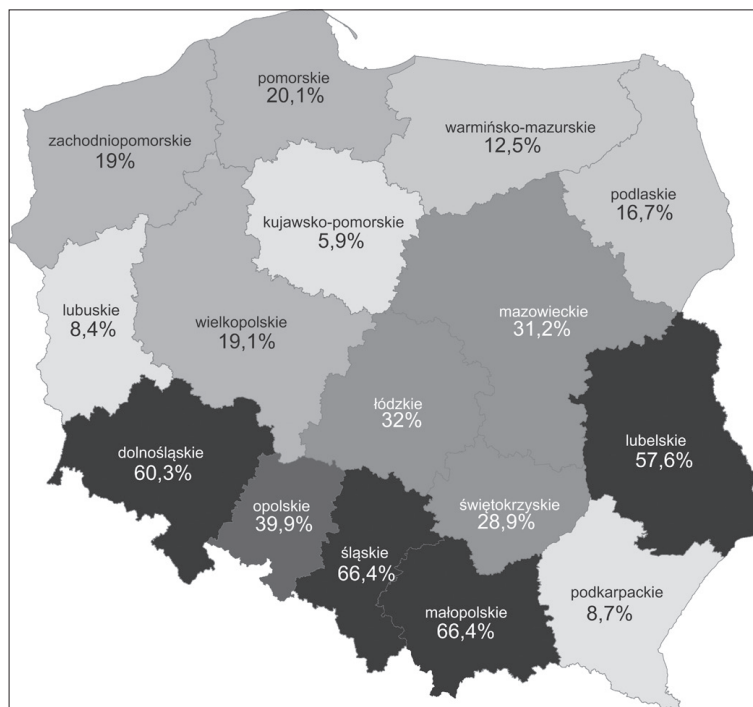 pomorskie
20,1%
warmińsko-mazurskie
12,5%
zachodniopomorskie
19%
podlaskie
16,7%
kujawsko-pomorskie
5,9%
lubuskie
8,4%
wielkopolskie
19,1%
mazowieckie
31,2%
łódzkie
32%
dolnośląskie
60,3%
lubelskie
57,6%
opolskie
39,9%
świętokrzyskie
28,9%
śląskie
66,4%
małopolskie
66,4%
podkarpackie
8,7%